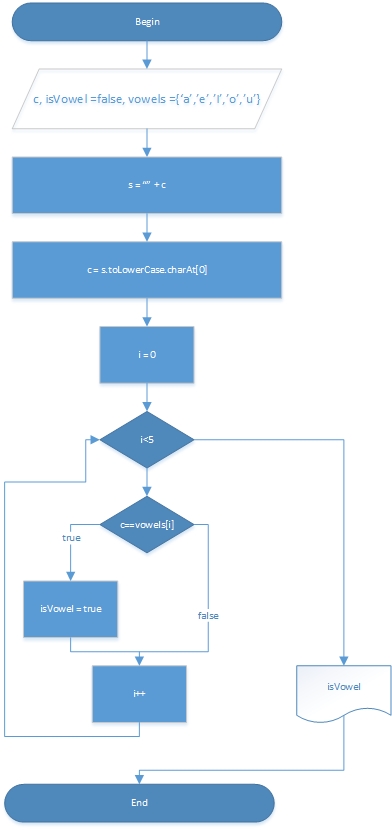 Begin
c, isVowel =false, vowels ={‘a’,’e’,’I’,’o’,’u’}
s = “” + c
c = s.toLowerCase.charAt[0]
i = 0
i<5
c==vowels[i]
true
isVowel = true
false
i++
isVowel
End